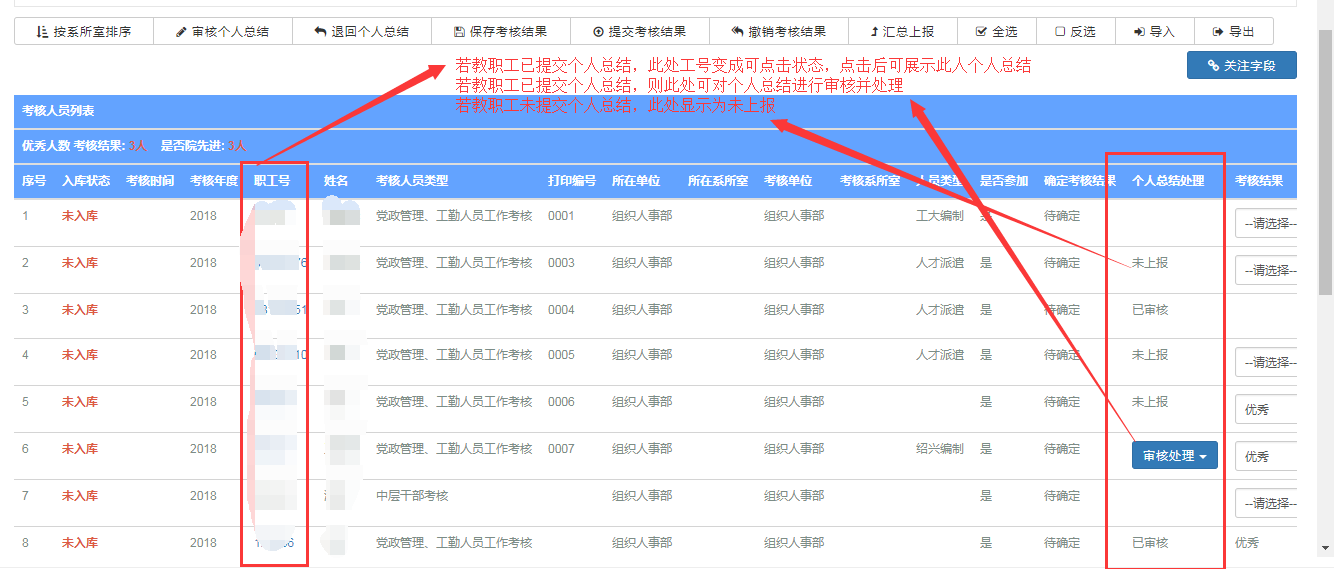 按系所室排序 审核个人总结 退回个人总结 保存考核结果 提交考核结果 撤销考核结果 汇总上报 全选 反选 导入 导出
关注字段
若教职工已提交个人总结，此处工号变成可点击状态，点击后可展示此人个人总结
若教职工已提交个人总结，则此处可对个人总结进行审核并处理
若教职工未提交个人总结，此处显示为未上报
考核人员列表
优秀人数 考核结果: 3人 是否院先进: 3人
序号 入库状态 考核时间 考核年度 职工号 姓名 考核人员类型 打印编号 所在单位 所在系所室 考核单位 考核系所室 人员类型 是否参加 确定考核结果 个人总结处理 考核结果
1 未入库 2018 党政管理、工勤人员工作考核 0001 组织人事部 组织人事部 工大编制 是 待确定 --请选择--
2 未入库 2018 党政管理、工勤人员工作考核 0003 组织人事部 组织人事部 人才派遣 是 待确定 未上报 --请选择--
3 未入库 2018 党政管理、工勤人员工作考核 0004 组织人事部 组织人事部 人才派遣 是 待确定 已审核
4 未入库 2018 党政管理、工勤人员工作考核 0005 组织人事部 组织人事部 人才派遣 是 待确定 未上报 --请选择--
5 未入库 2018 党政管理、工勤人员工作考核 0006 组织人事部 组织人事部 是 待确定 未上报 优秀
6 未入库 2018 党政管理、工勤人员工作考核 0007 组织人事部 组织人事部 绍兴编制 是 待确定 审核处理 优秀
7 未入库 2018 中层干部考核 组织人事部 组织人事部 是 待确定 --请选择--
8 未入库 2018 党政管理、工勤人员工作考核 组织人事部 组织人事部 是 待确定 已审核 优秀